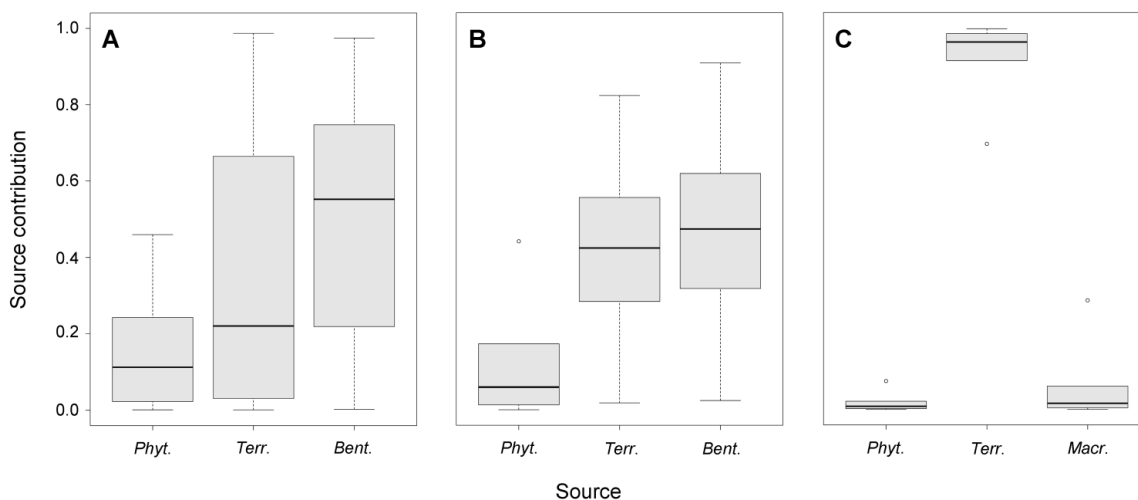 A
B
C
1.0
0.8
0.6
0.4
0.2
0.0
Source contribution
Phyt. Terr. Bent.
Phyt. Terr. Bent.
Phyt. Terr. Macr.
Source